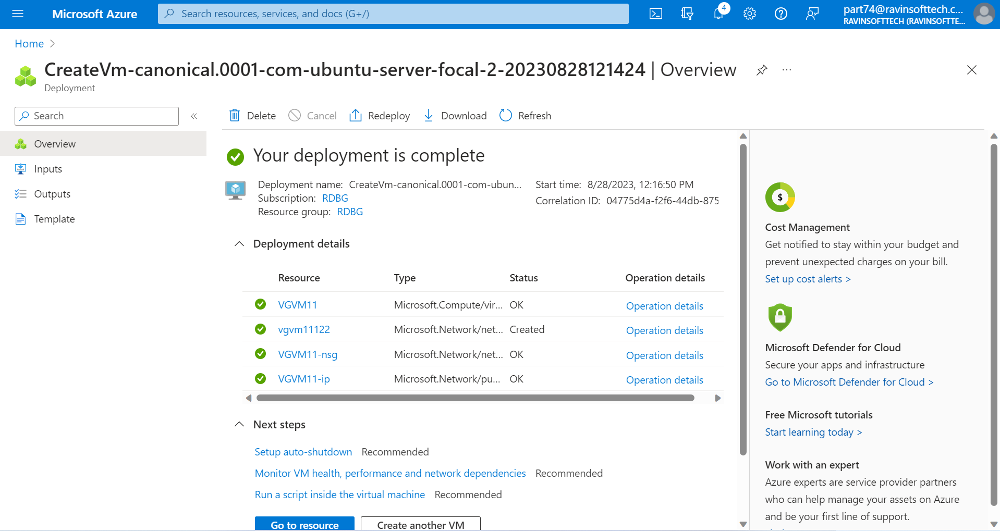 Microsoft Azure
Search resources, services, and docs (G+/)
4
part74@ravinsofttech.c...
RAVINSOFTTECH (RAVINSOFTTE...
Home
CreateVm-canonical.0001-com-ubuntu-server-focal-2-20230828121424 | Overview
Deployment
Search
«
Overview
Inputs
Outputs
Template
Delete
Cancel
Redeploy
Download
Refresh
Your deployment is complete
Deployment name: CreateVm-canonical.0001-com-ubun...
Subscription: RDBG
Resource group: RDBG
Start time: 8/28/2023, 12:16:50 PM
Correlation ID: 04775d4a-f2f6-44db-875
Deployment details
Resource Type Status Operation details
VGVM11 Microsoft.Compute/vir... OK Operation details
vgvm11122 Microsoft.Network/net... Created Operation details
VGVM11-nsg Microsoft.Network/net... OK Operation details
VGVM11-ip Microsoft.Network/pu... OK Operation details
Next steps
Setup auto-shutdown Recommended
Monitor VM health, performance and network dependencies Recommended
Run a script inside the virtual machine Recommended
Go to resource
Create another VM
$
Cost Management
Get notified to stay within your budget and
prevent unexpected charges on your bill.
Set up cost alerts >
Microsoft Defender for Cloud
Secure your apps and infrastructure
Go to Microsoft Defender for Cloud >
Free Microsoft tutorials
Start learning today >
Work with an expert
Azure experts are service provider partners
who can help manage your assets on Azure
and be your first line of support.